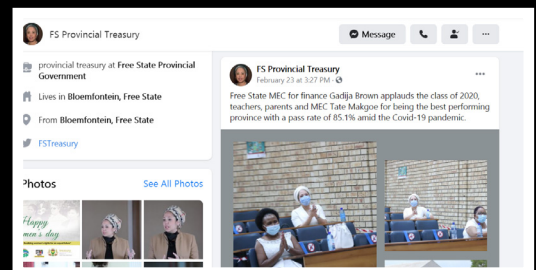 FS Provincial Treasury
Message
provincial treasury at Free State Provincial
Government
Lives in Bloemfontein, Free State
From Bloemfontein, Free State
FSTreasury
Photos
See All Photos
Happy
FS Provincial Treasury
February 23 at 3:27 PM ·
Free State MEC for finance Gadija Brown applauds the class of 2020,
teachers, parents and MEC Tate Makgoe for being the best performing
province with a pass rate of 85.1% amid the Covid-19 pandemic.